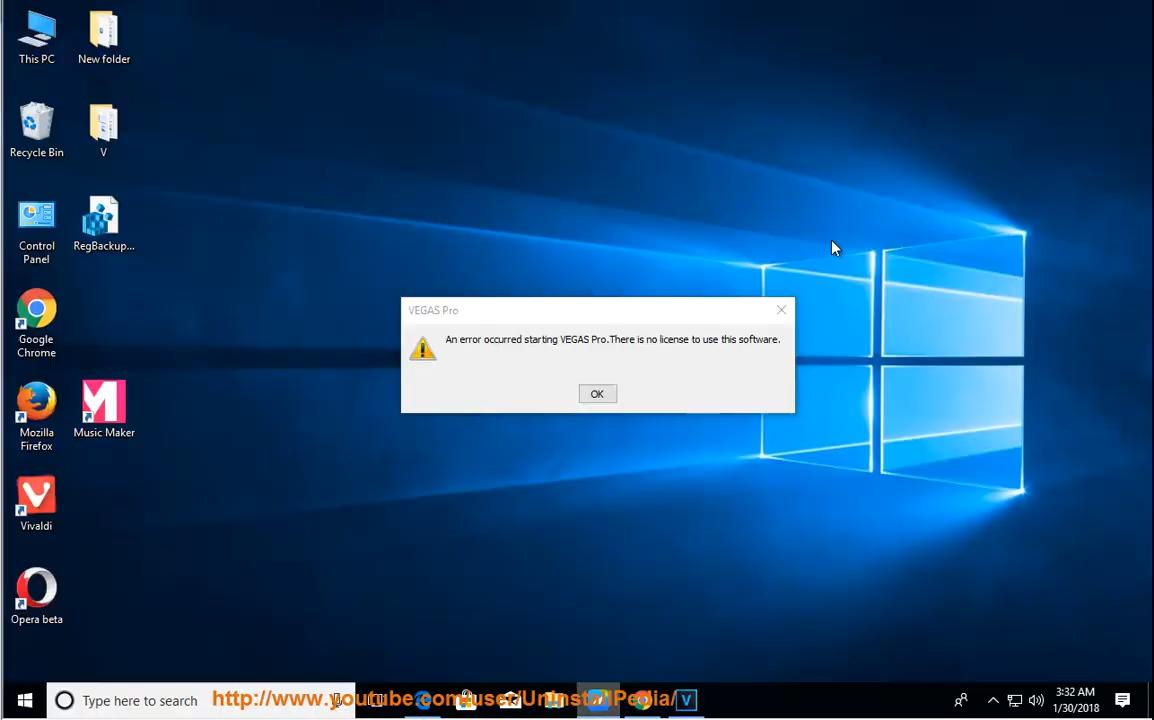 This PC
New folder
Recycle Bin
V
Control
Panel
RegBackup...
Google
Chrome
Mozilla
Firefox
Music Maker
Vivaldi
Opera beta
VEGAS Pro
An error occurred starting VEGAS Pro.There is no license to use this software.
OK
Type here to search
http://www.youtube.com/user/UninstallPedia/
V
3:32 AM
1/30/2018